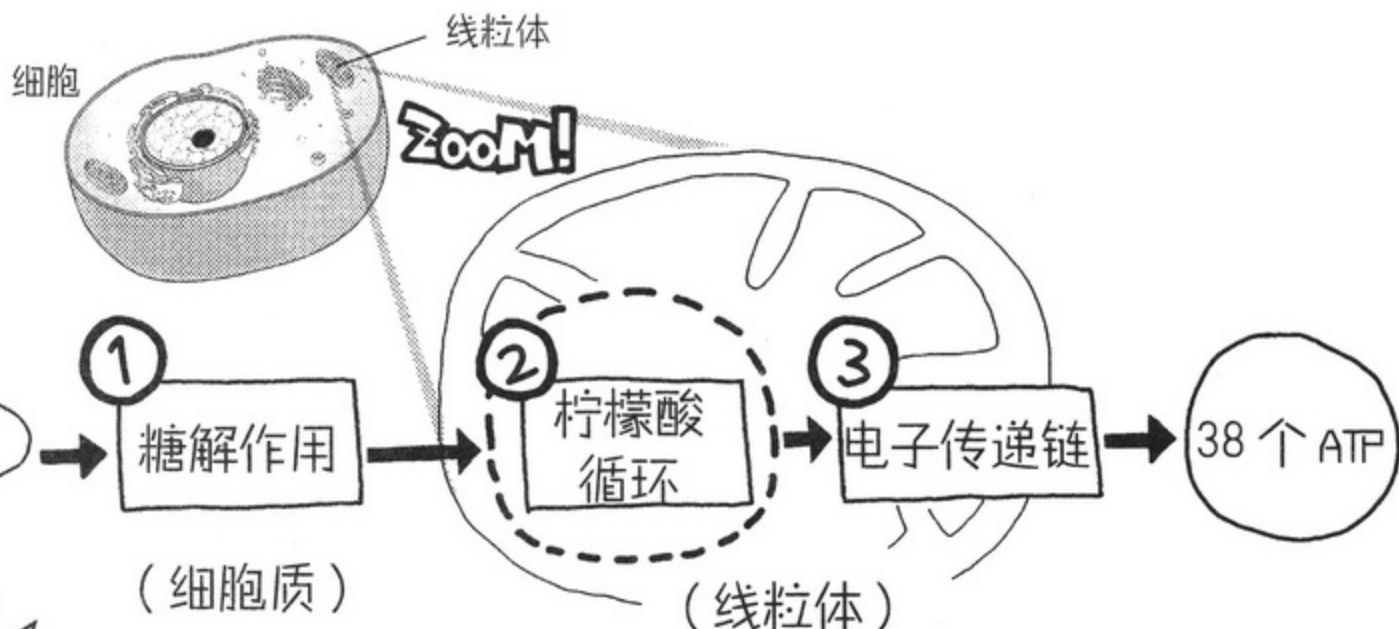 线粒体
细胞
ZOOM!
1
2
3
糖解作用
柠檬酸
循环
电子传递链
38 个 ATP
(细胞质)
(线粒体)